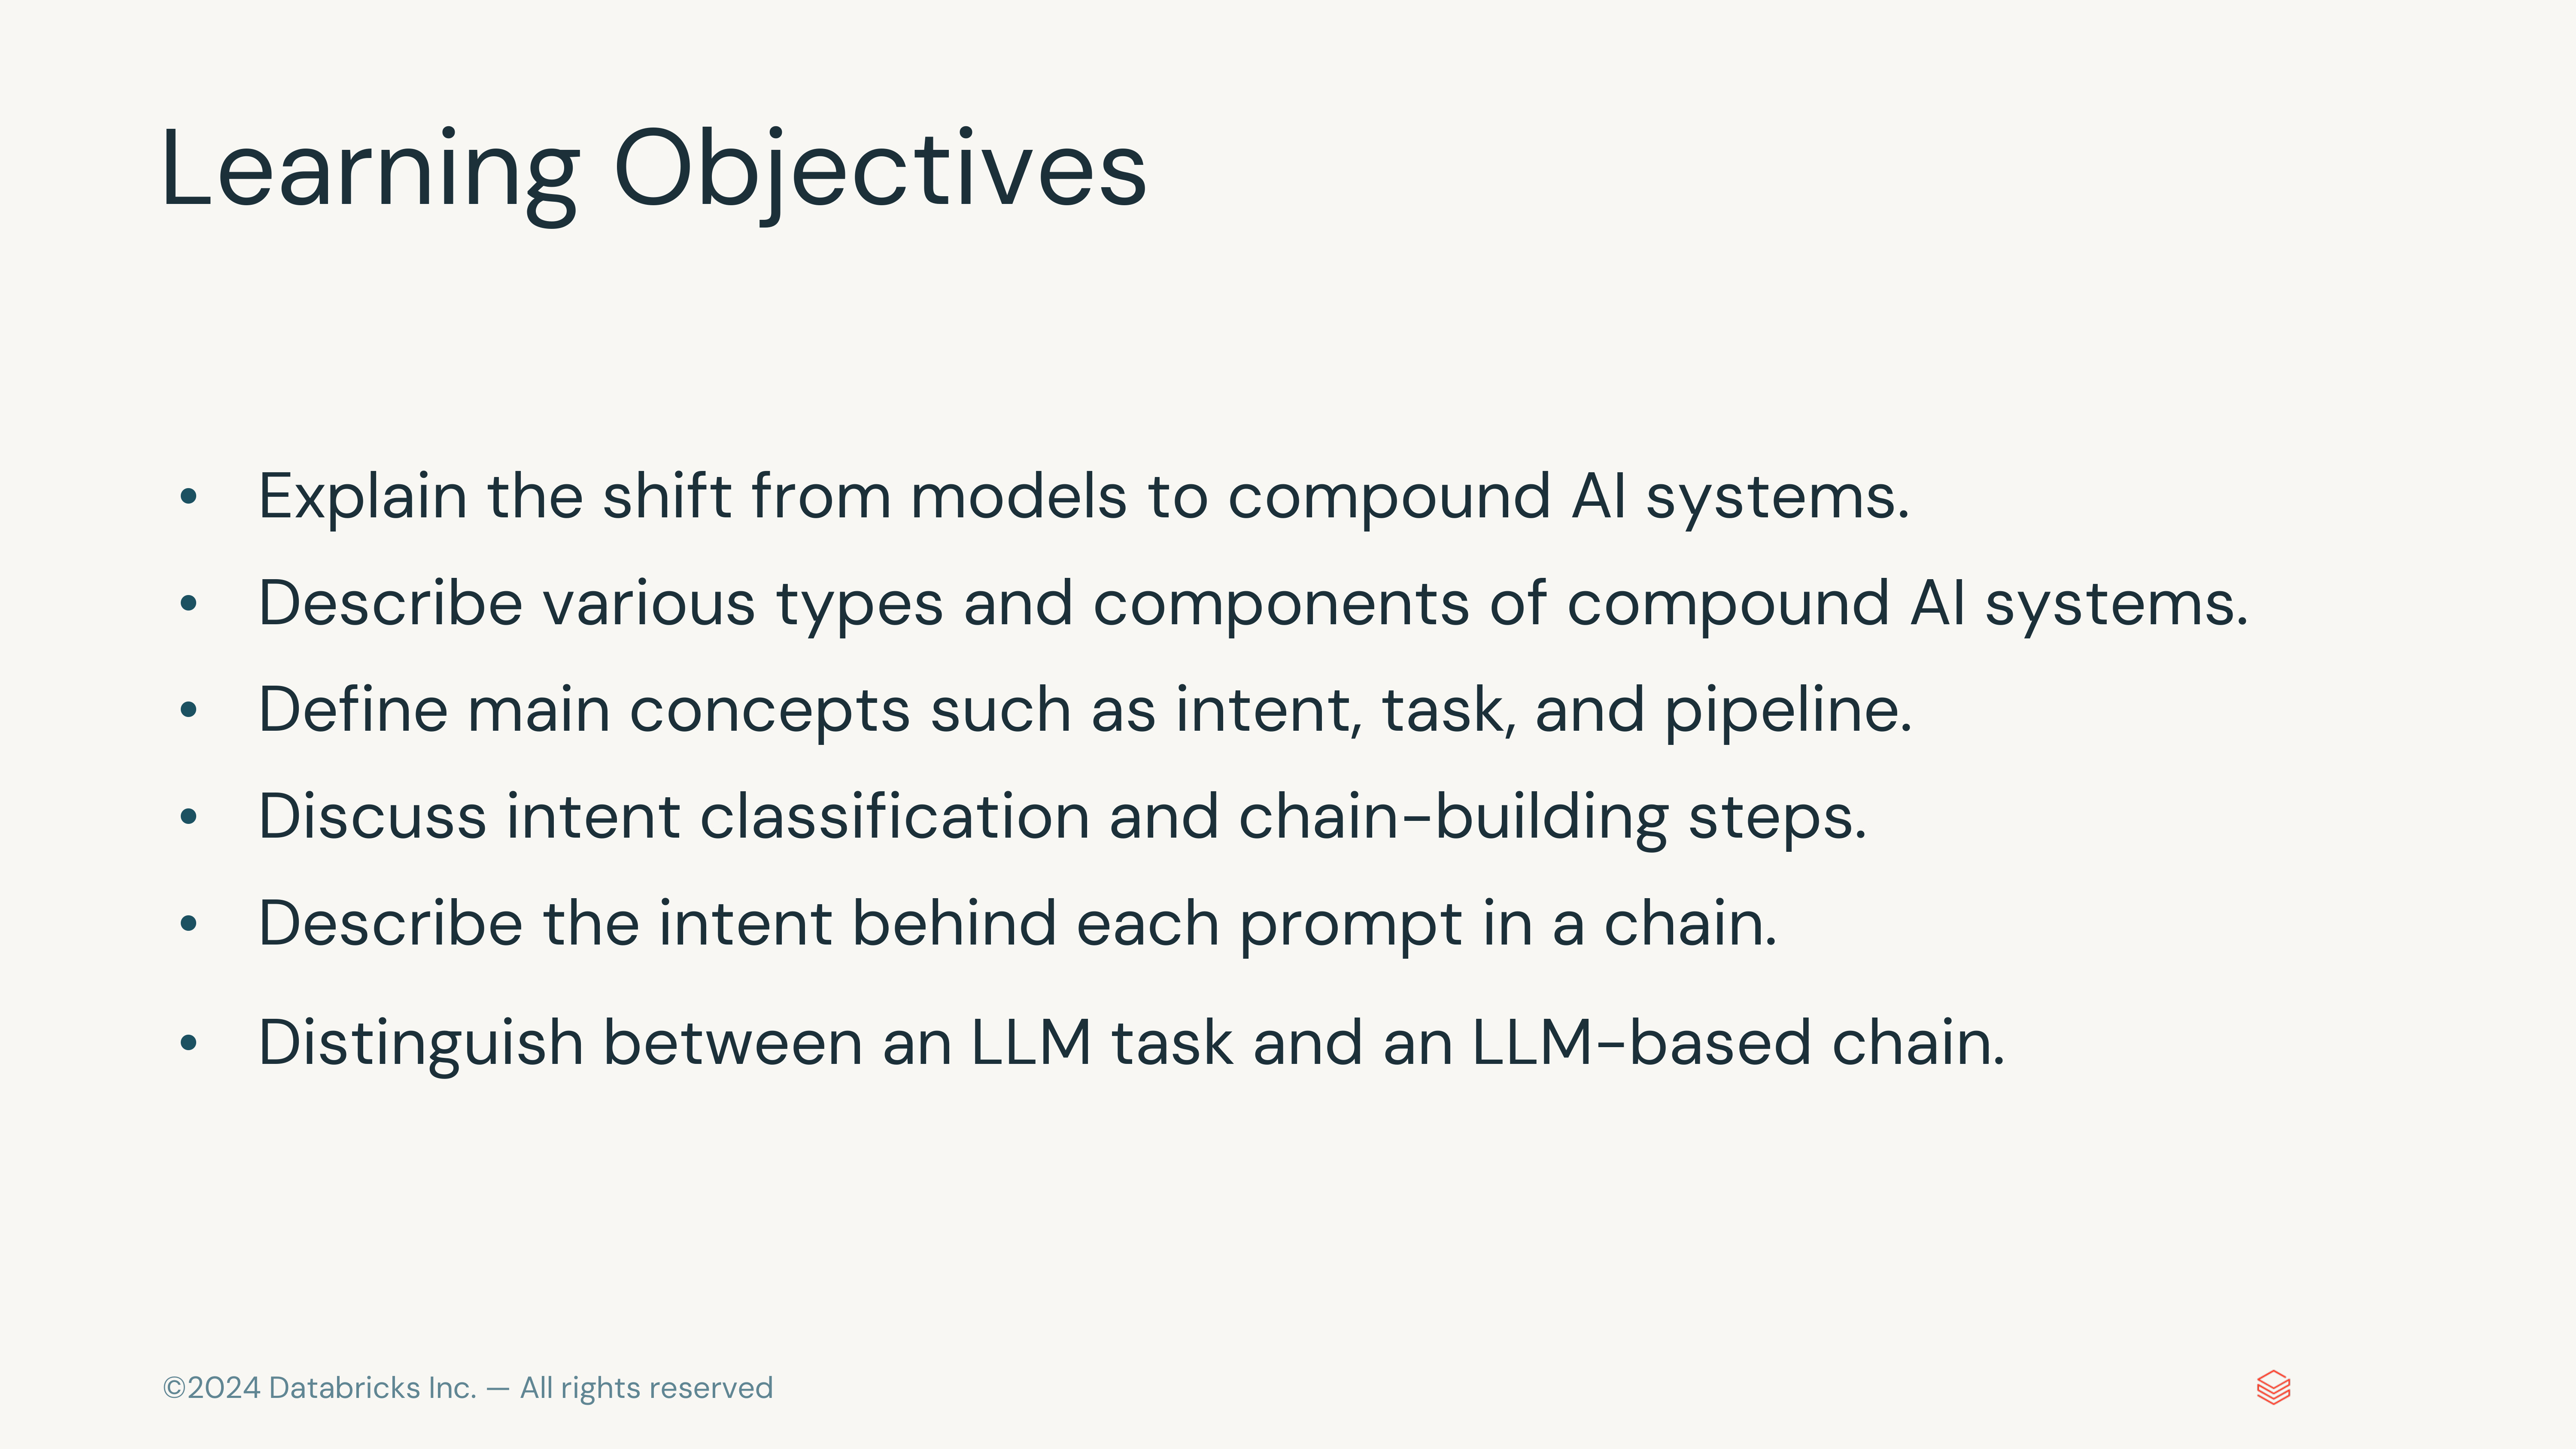 Learning Objectives
• Explain the shift from models to compound AI systems.
• Describe various types and components of compound AI systems.
• Define main concepts such as intent, task, and pipeline.
• Discuss intent classification and chain-building steps.
• Describe the intent behind each prompt in a chain.
• Distinguish between an LLM task and an LLM-based chain.
©2024 Databricks Inc. — All rights reserved